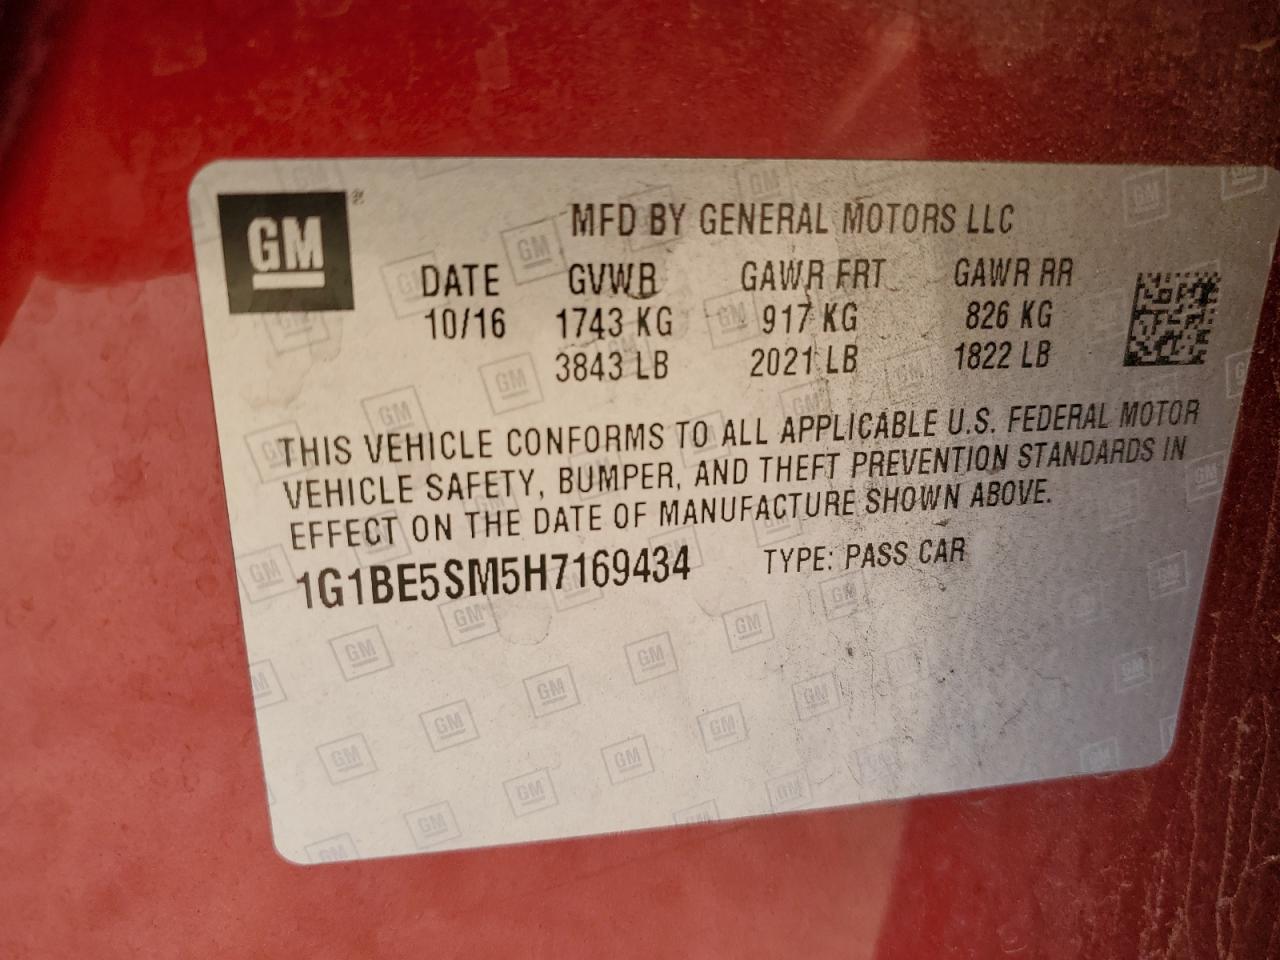 GM
MFD BY GENERAL MOTORS LLC
DATE GVWR GAWR FRT GAWR RR
10/16 1743 KG 917 KG 826 KG
3843 LB 2021 LB 1822 LB
THIS VEHICLE CONFORMS TO ALL APPLICABLE U.S. FEDERAL MOTOR
VEHICLE SAFETY, BUMPER, AND THEFT PREVENTION STANDARDS IN
EFFECT ON THE DATE OF MANUFACTURE SHOWN ABOVE.
1G1BE5SM5H7169434 TYPE: PASS CAR